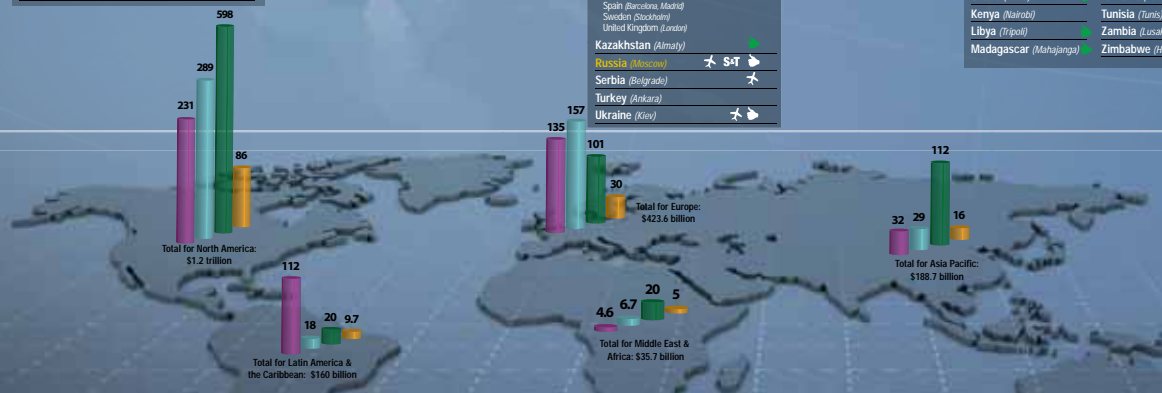 598
289
231
86
Total for North America:
$1.2 trillion
112
18
20
9.7
Total for Latin America &
the Caribbean: $160 billion
Spain (Barcelona, Madrid)
Sweden (Stockholm)
United Kingdom (London)
Kazakhstan (Almaty)
Russia (Moscow) S&T
Serbia (Belgrade)
Turkey (Ankara)
Ukraine (Kiev)
135
157
101
30
Total for Europe:
$423.6 billion
4.6
6.7
20
5
Total for Middle East &
Africa: $35.7 billion
Kenya (Nairobi)
Libya (Tripoli)
Madagascar (Mahajanga)
Tunisia (Tunis)
Zambia
Zimbabwe
32
29
112
16
Total for Asia Pacific:
$188.7 billion